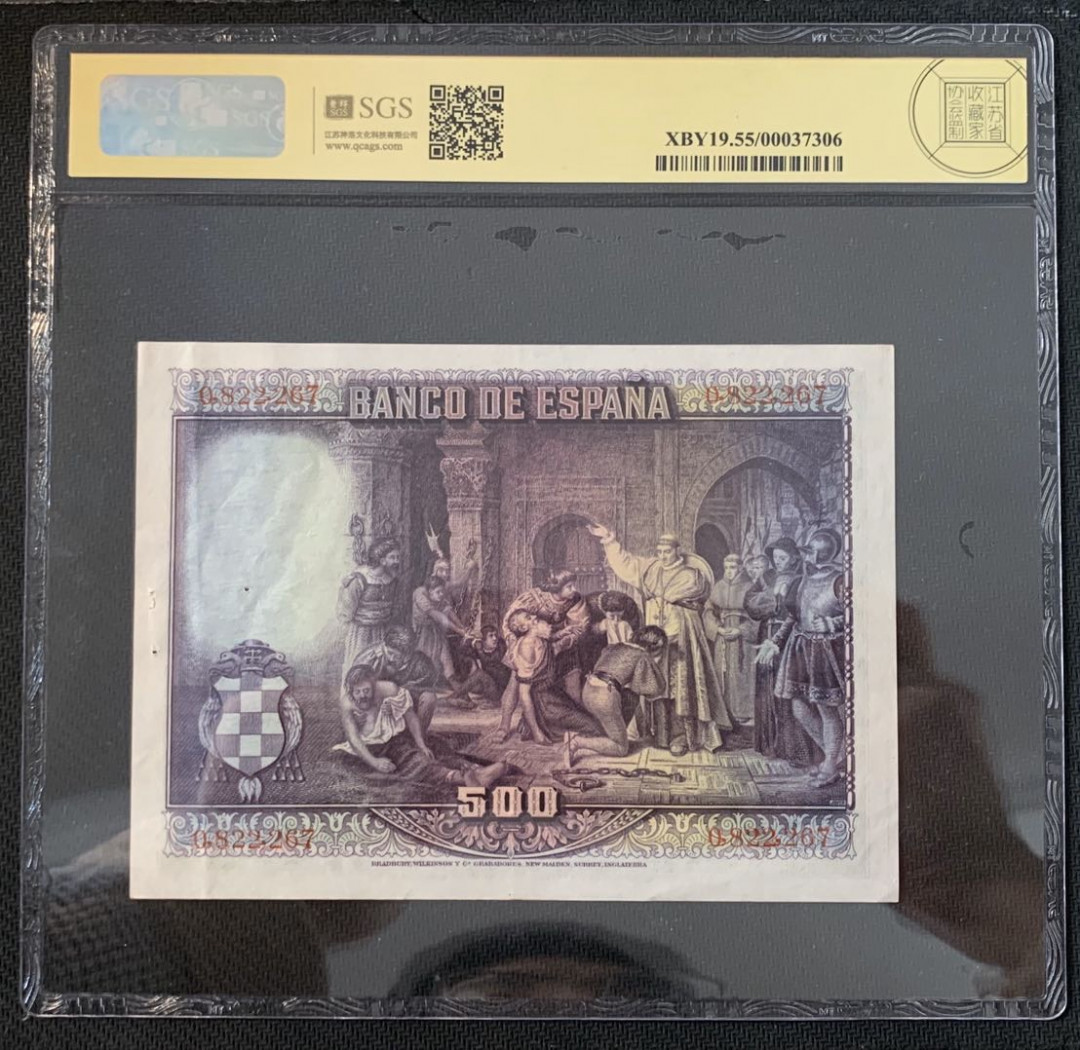 SGS
SGS
江苏神洛文化科技有限公司
www.qcags.com
XBY19.55/00037306
江苏省
收藏家
协会监制
0.822.267
BANCO DE ESPAÑA
0.822.267
500
0.822.267
0.822.267
BRADBURY, WILKINSON Y Cª GRABADORES. NEW MALDEN. SURREY, INGLATERRA